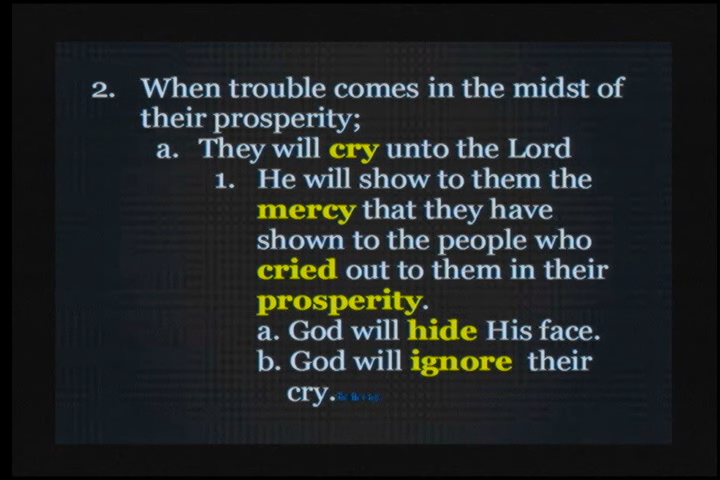 2. When trouble comes in the midst of
their prosperity;
a. They will cry unto the Lord
1. He will show to them the
mercy that they have
shown to the people who
cried out to them in their
prosperity.
a. God will hide His face.
b. God will ignore their
cry.